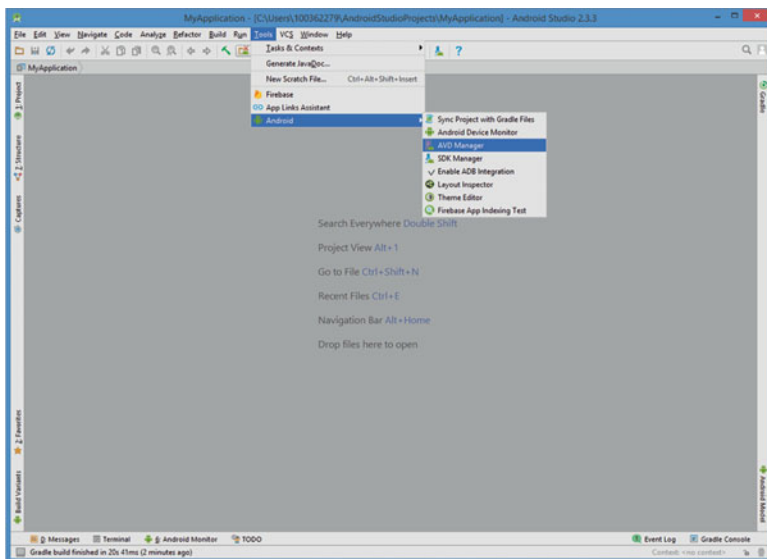 MyApplication - [C:\Users\100362279\AndroidStudioProjects\MyApplication] - Android Studio 2.3.3
File Edit View Navigate Code Analyze Refactor Build Run Tools VCS Window Help
MyApplication
Tasks & Contexts
Generate JavaDoc...
New Scratch File... Ctrl+Alt+Shift+Insert
Firebase
App Links Assistant
Android
Sync Project with Gradle Files
Android Device Monitor
AVD Manager
SDK Manager
Enable ADB Integration
Layout Inspector
Theme Editor
Firebase App Indexing Test
1: Project
7: Structure
Captures
2: Favorites
Build Variants
Gradle
Android Model
Search Everywhere Double Shift
Project View Alt+1
Go to File Ctrl+Shift+N
Recent Files Ctrl+E
Navigation Bar Alt+Home
Drop files here to open
0: Messages Terminal 6: Android Monitor TODO Event Log Gradle Console
Gradle build finished in 20s 41ms (2 minutes ago) Context: <no context>